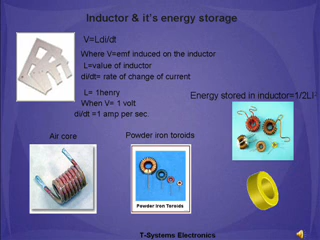 Inductor & it's energy storage
V=Ldi/dt
Where V=emf induced on the inductor
L=value of inductor
di/dt= rate of change of current
L= 1henry
When V= 1 volt
di/dt =1 amp per sec.
Energy stored in inductor=1/2LI²
Air core
Powder iron toroids
Powder Iron Toroids
T-Systems Electronics